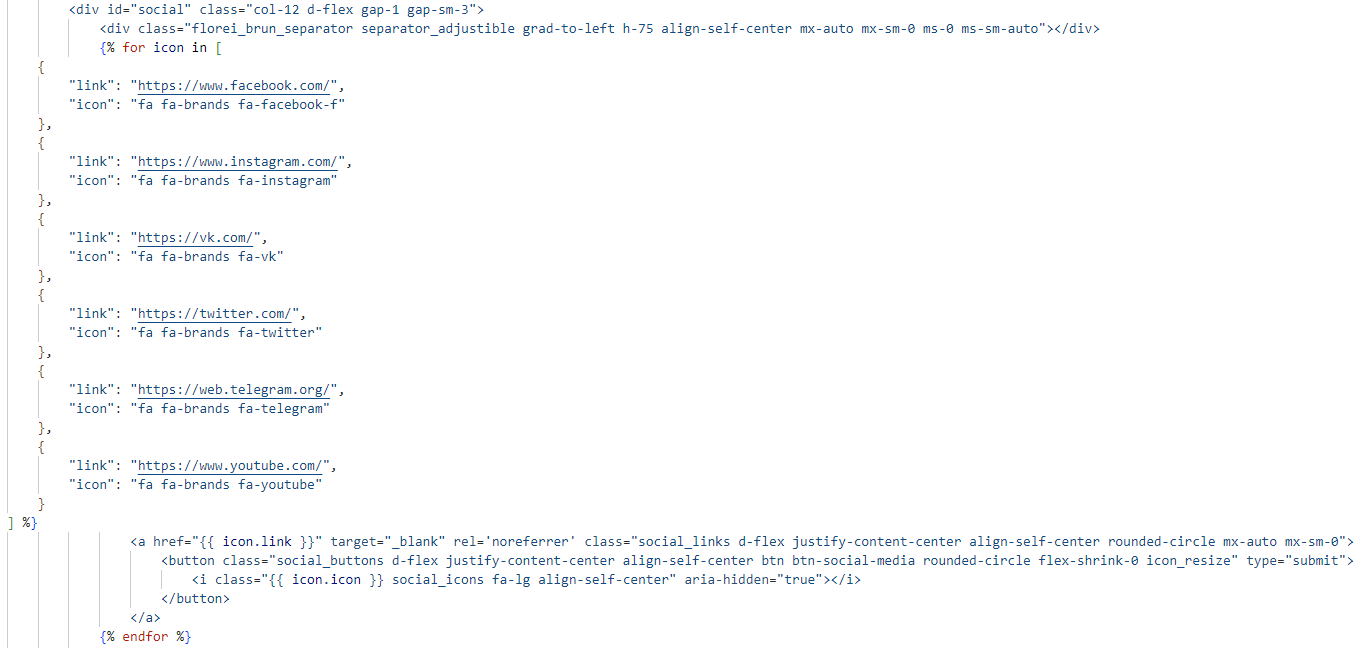 <div id="social" class="col-12 d-flex gap-1 gap-sm-3">
<div class="florei_brun_separator separator_adjustible grad-to-left h-75 align-self-center mx-auto mx-sm-0 ms-0 ms-sm-auto"></div>
{% for icon in [
{
"link": "https://www.facebook.com/",
"icon": "fa fa-brands fa-facebook-f"
},
{
"link": "https://www.instagram.com/",
"icon": "fa fa-brands fa-instagram"
},
{
"link": "https://vk.com/",
"icon": "fa fa-brands fa-vk"
},
{
"link": "https://twitter.com/",
"icon": "fa fa-brands fa-twitter"
},
{
"link": "https://web.telegram.org/",
"icon": "fa fa-brands fa-telegram"
},
{
"link": "https://www.youtube.com/",
"icon": "fa fa-brands fa-youtube"
}
] %}
<a href="{{ icon.link }}" target="_blank" rel='noreferrer' class="social_links d-flex justify-content-center align-self-center rounded-circle mx-auto mx-sm-0">
<button class="social_buttons d-flex justify-content-center align-self-center btn btn-social-media rounded-circle flex-shrink-0 icon_resize" type="submit">
<i class="{{ icon.icon }} social_icons fa-lg align-self-center" aria-hidden="true"></i>
</button>
</a>
{% endfor %}